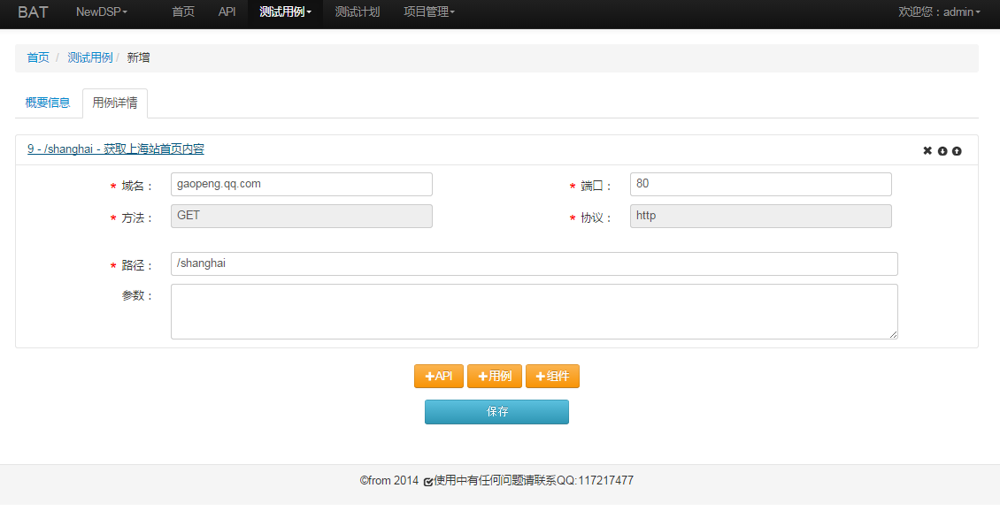 BAT NewDSP 首页 API 测试用例 测试计划 项目管理 欢迎您：admin
首页 / 测试用例 / 新增
概要信息 用例详情
9 - /shanghai - 获取上海站首页内容
* 域名： gaopeng.qq.com * 端口： 80
* 方法： GET * 协议： http
* 路径： /shanghai
参数：
+API +用例 +组件
保存
©from 2014 使用中有任何问题请联系QQ:117217477